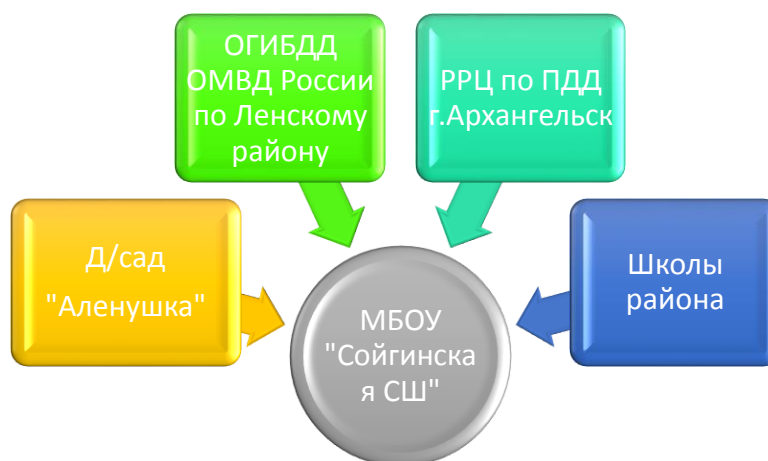 ОГИБДД
ОМВД России
по Ленскому
району
РРЦ по ПДД
г.Архангельск
Д/сад
"Аленушка"
Школы
района
МБОУ
"Сойгинска
я СШ"